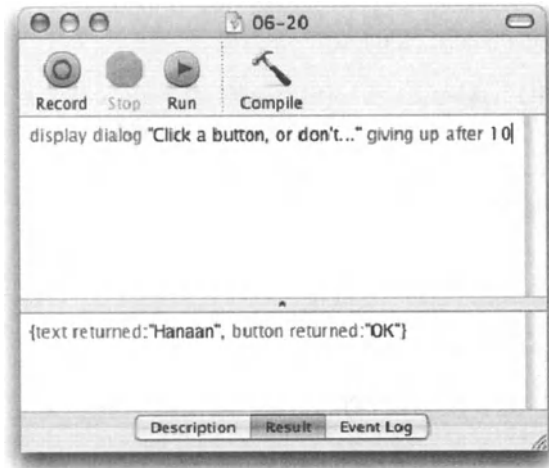 06-20
Record Stop Run Compile
display dialog "Click a button, or don't..." giving up after 10
{text returned:"Hanaan", button returned:"OK"}
Description Result Event Log